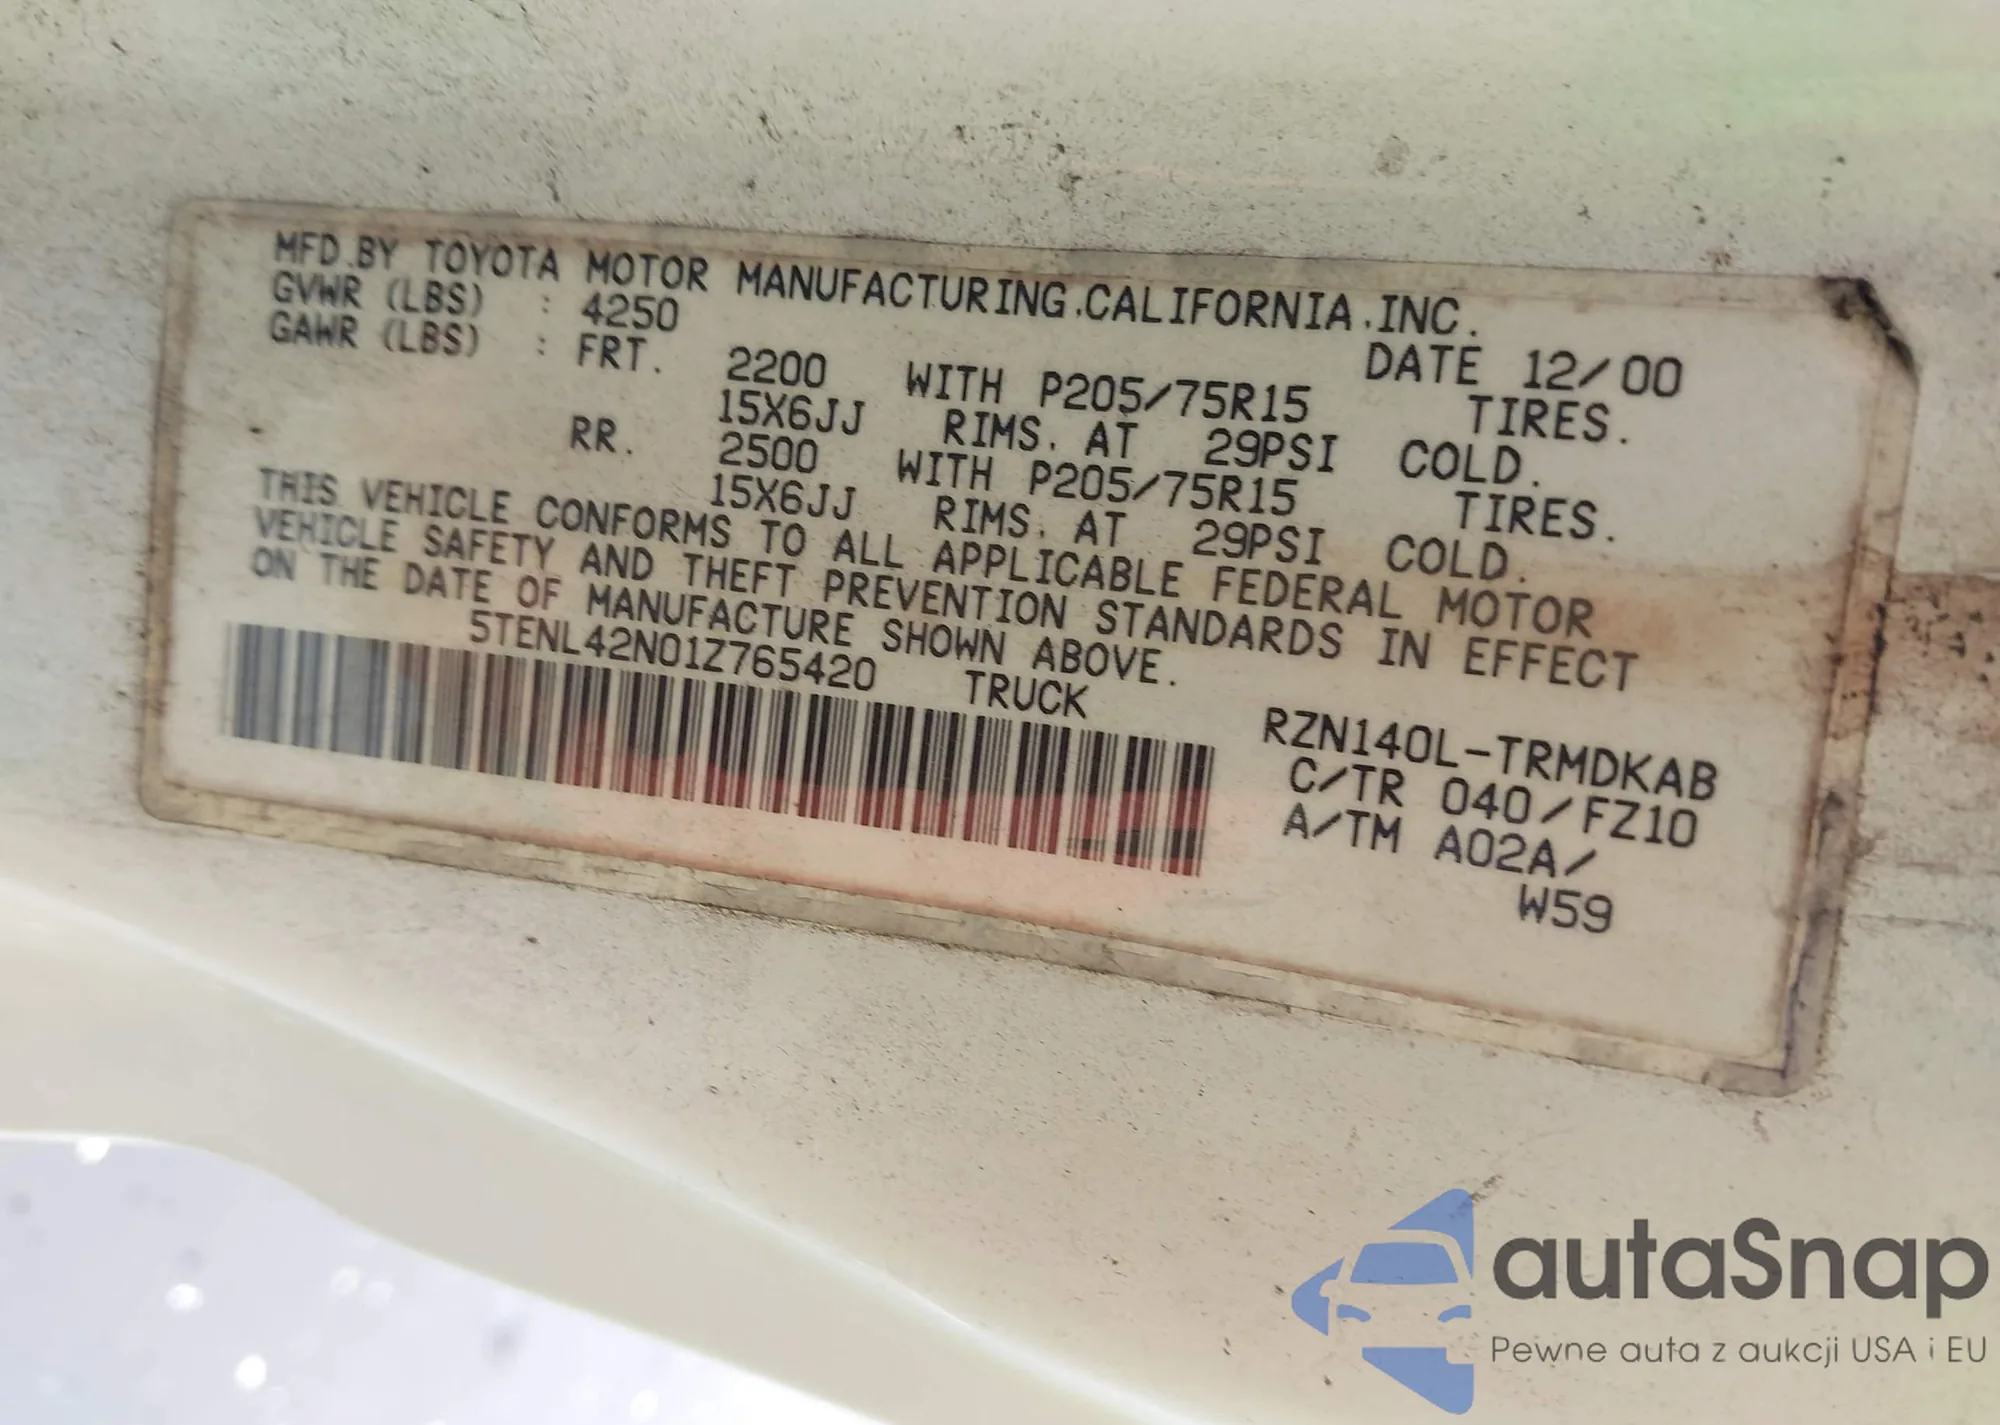 MFD.BY TOYOTA MOTOR MANUFACTURING.CALIFORNIA.INC.
GVWR (LBS) : 4250 DATE 12/00
GAWR (LBS) : FRT. 2200 WITH P205/75R15 TIRES.
15X6JJ RIMS. AT 29PSI COLD.
RR. 2500 WITH P205/75R15 TIRES.
15X6JJ RIMS. AT 29PSI COLD.
THIS VEHICLE CONFORMS TO ALL APPLICABLE FEDERAL MOTOR
VEHICLE SAFETY AND THEFT PREVENTION STANDARDS IN EFFECT
ON THE DATE OF MANUFACTURE SHOWN ABOVE.
5TENL42N01Z765420 TRUCK
RZN140L-TRMDKAB
C/TR 040/FZ10
A/TM A02A/
W59
autaSnap
Pewne auta z aukcji USA i EU